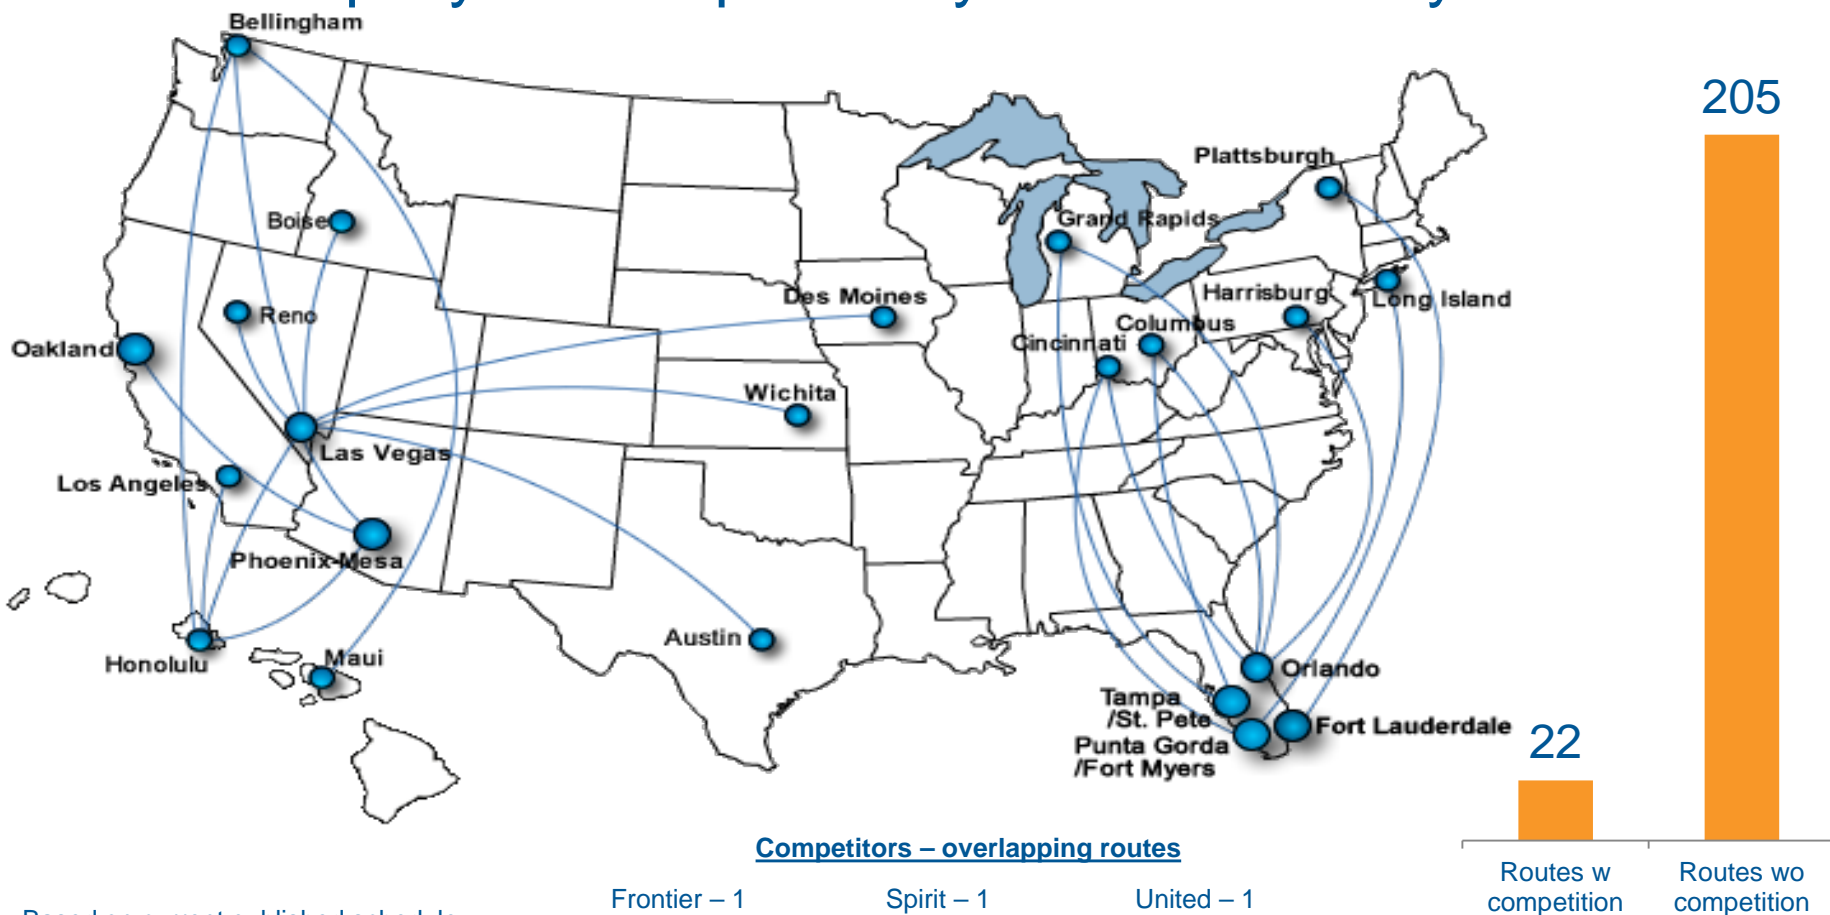 Bellingham
205
Plattsburgh
Boise
Grand Rapids
Des Moines
Harrisburg
Long Island
Reno
Columbus
Oakland
Cincinnati
Wichita
Las Vegas
Los Angeles
Phoenix-Mesa
Austin
Honolulu
Maui
Orlando
Tampa
/St. Pete
Fort Lauderdale
Punta Gorda
/Fort Myers
22
Competitors – overlapping routes
Routes w
competition
Routes wo
competition
Frontier – 1
Spirit – 1
United – 1